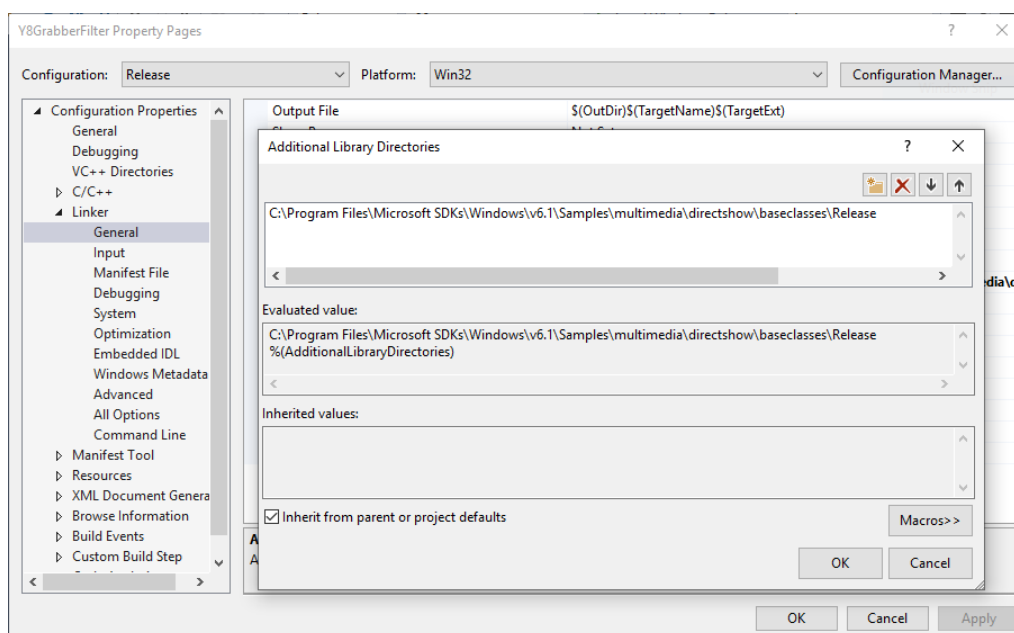 Y8GrabberFilter Property Pages
Configuration: Release Platform: Win32 Configuration Manager...
Configuration Properties
General
Debugging
VC++ Directories
C/C++
Linker
General
Input
Manifest File
Debugging
System
Optimization
Embedded IDL
Windows Metadata
Advanced
All Options
Command Line
Manifest Tool
Resources
XML Document Genera
Browse Information
Build Events
Custom Build Step
Output File $(OutDir)$(TargetName)$(TargetExt)
Additional Library Directories
C:\Program Files\Microsoft SDKs\Windows\v6.1\Samples\multimedia\directshow\baseclasses\Release
Evaluated value:
C:\Program Files\Microsoft SDKs\Windows\v6.1\Samples\multimedia\directshow\baseclasses\Release
%(AdditionalLibraryDirectories)
Inherited values:
Inherit from parent or project defaults
Macros>>
OK Cancel
OK Cancel Apply